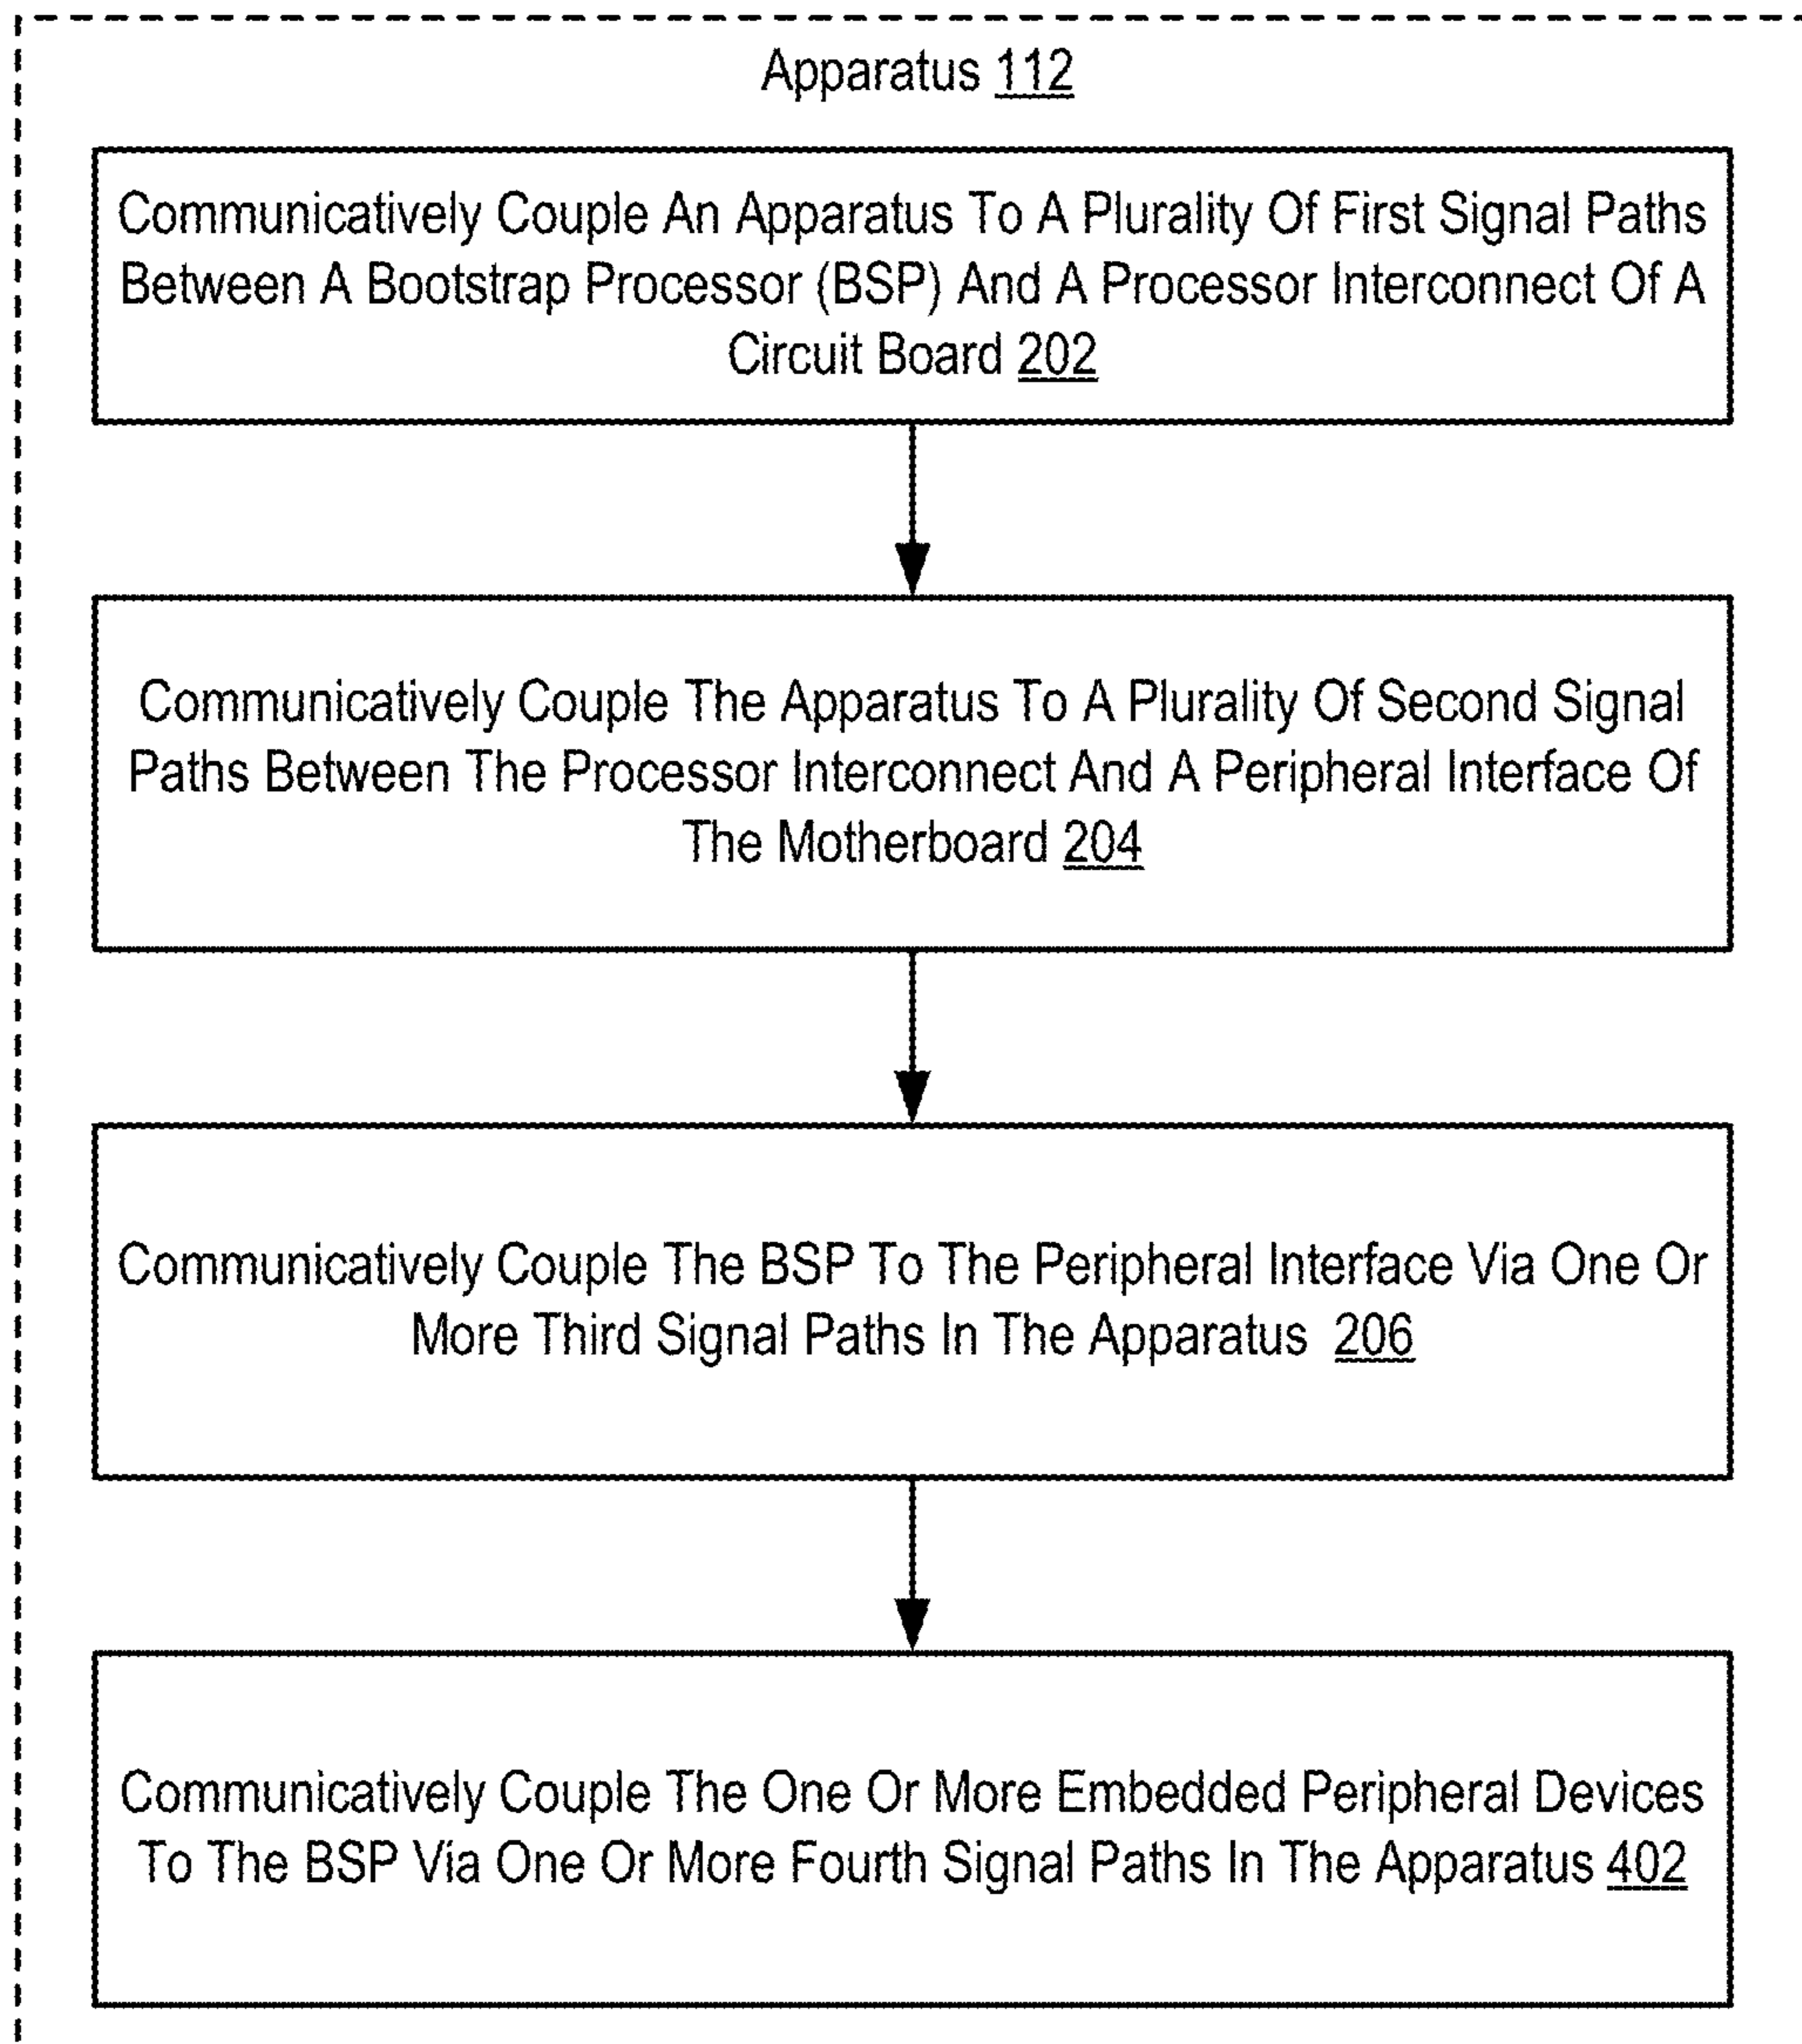 Apparatus 112
Communicatively Couple An Apparatus To A Plurality Of First Signal Paths
Between A Bootstrap Processor (BSP) And A Processor Interconnect Of A
Circuit Board 202
Communicatively Couple The Apparatus To A Plurality Of Second Signal
Paths Between The Processor Interconnect And A Peripheral Interface Of
The Motherboard 204
Communicatively Couple The BSP To The Peripheral Interface Via One Or
More Third Signal Paths In The Apparatus 206
Communicatively Couple The One Or More Embedded Peripheral Devices
To The BSP Via One Or More Fourth Signal Paths In The Apparatus 402